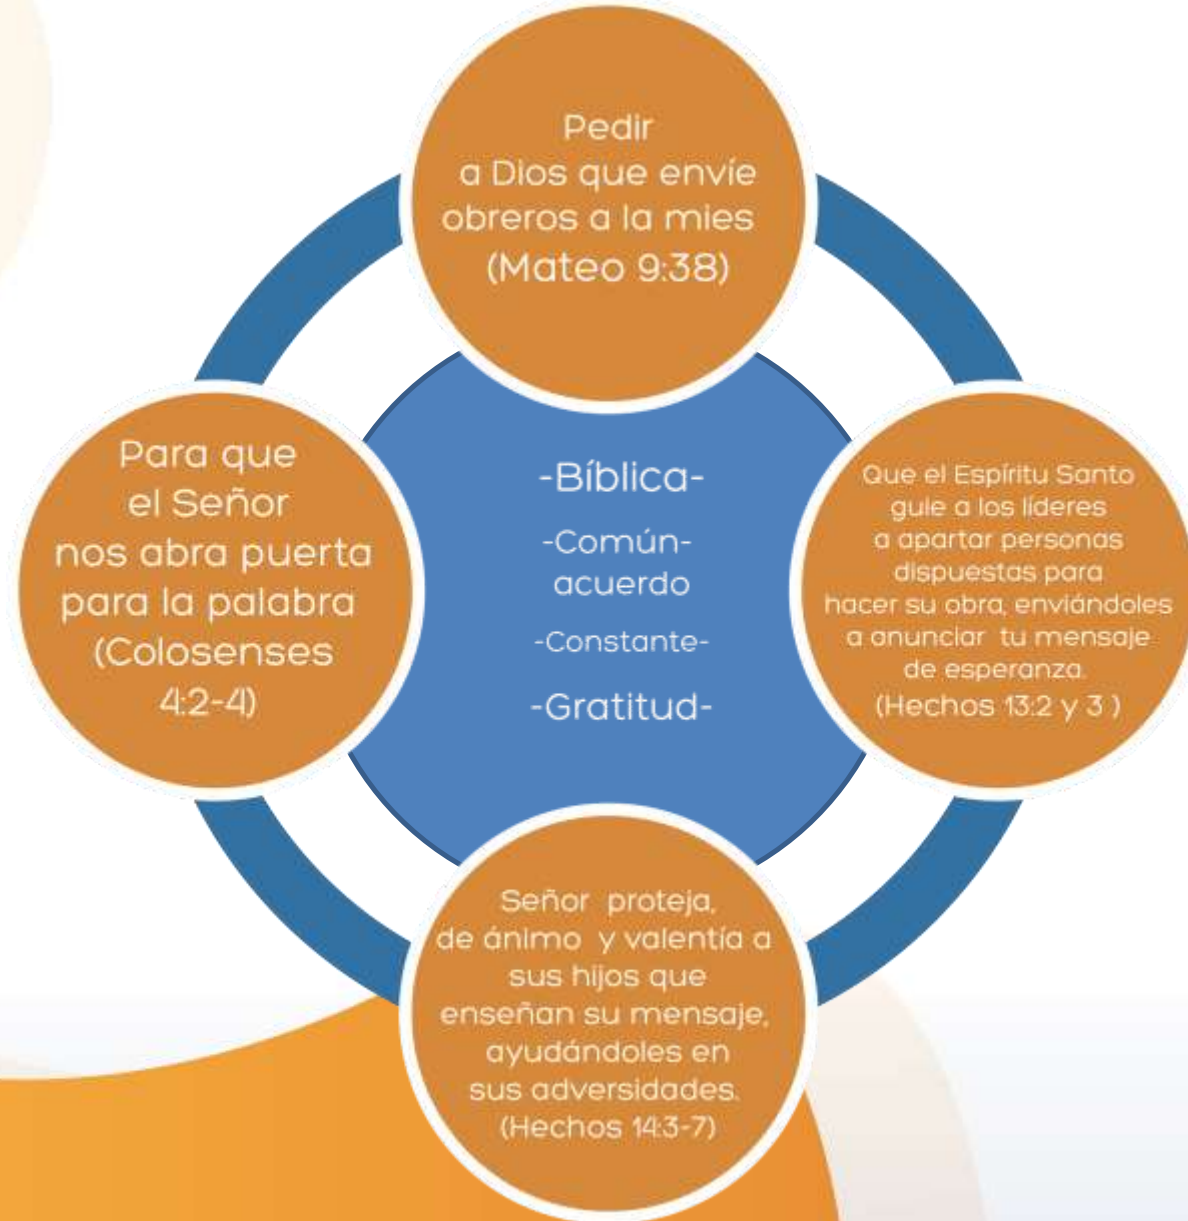 Pedir
a Dios que envíe
obreros a la mies
(Mateo 9:38)
Para que
el Señor
nos abra puerta
para la palabra
(Colosenses
4:2-4)
-Bíblica-
-Común-
acuerdo
-Constante-
-Gratitud-
Que el Espíritu Santo
guie a los líderes
a apartar personas
dispuestas para
hacer su obra, enviándoles
a anunciar tu mensaje
de esperanza.
(Hechos 13:2 y 3 )
Señor proteja,
de ánimo y valentía a
sus hijos que
enseñan su mensaje,
ayudándoles en
sus adversidades.
(Hechos 14:3-7)